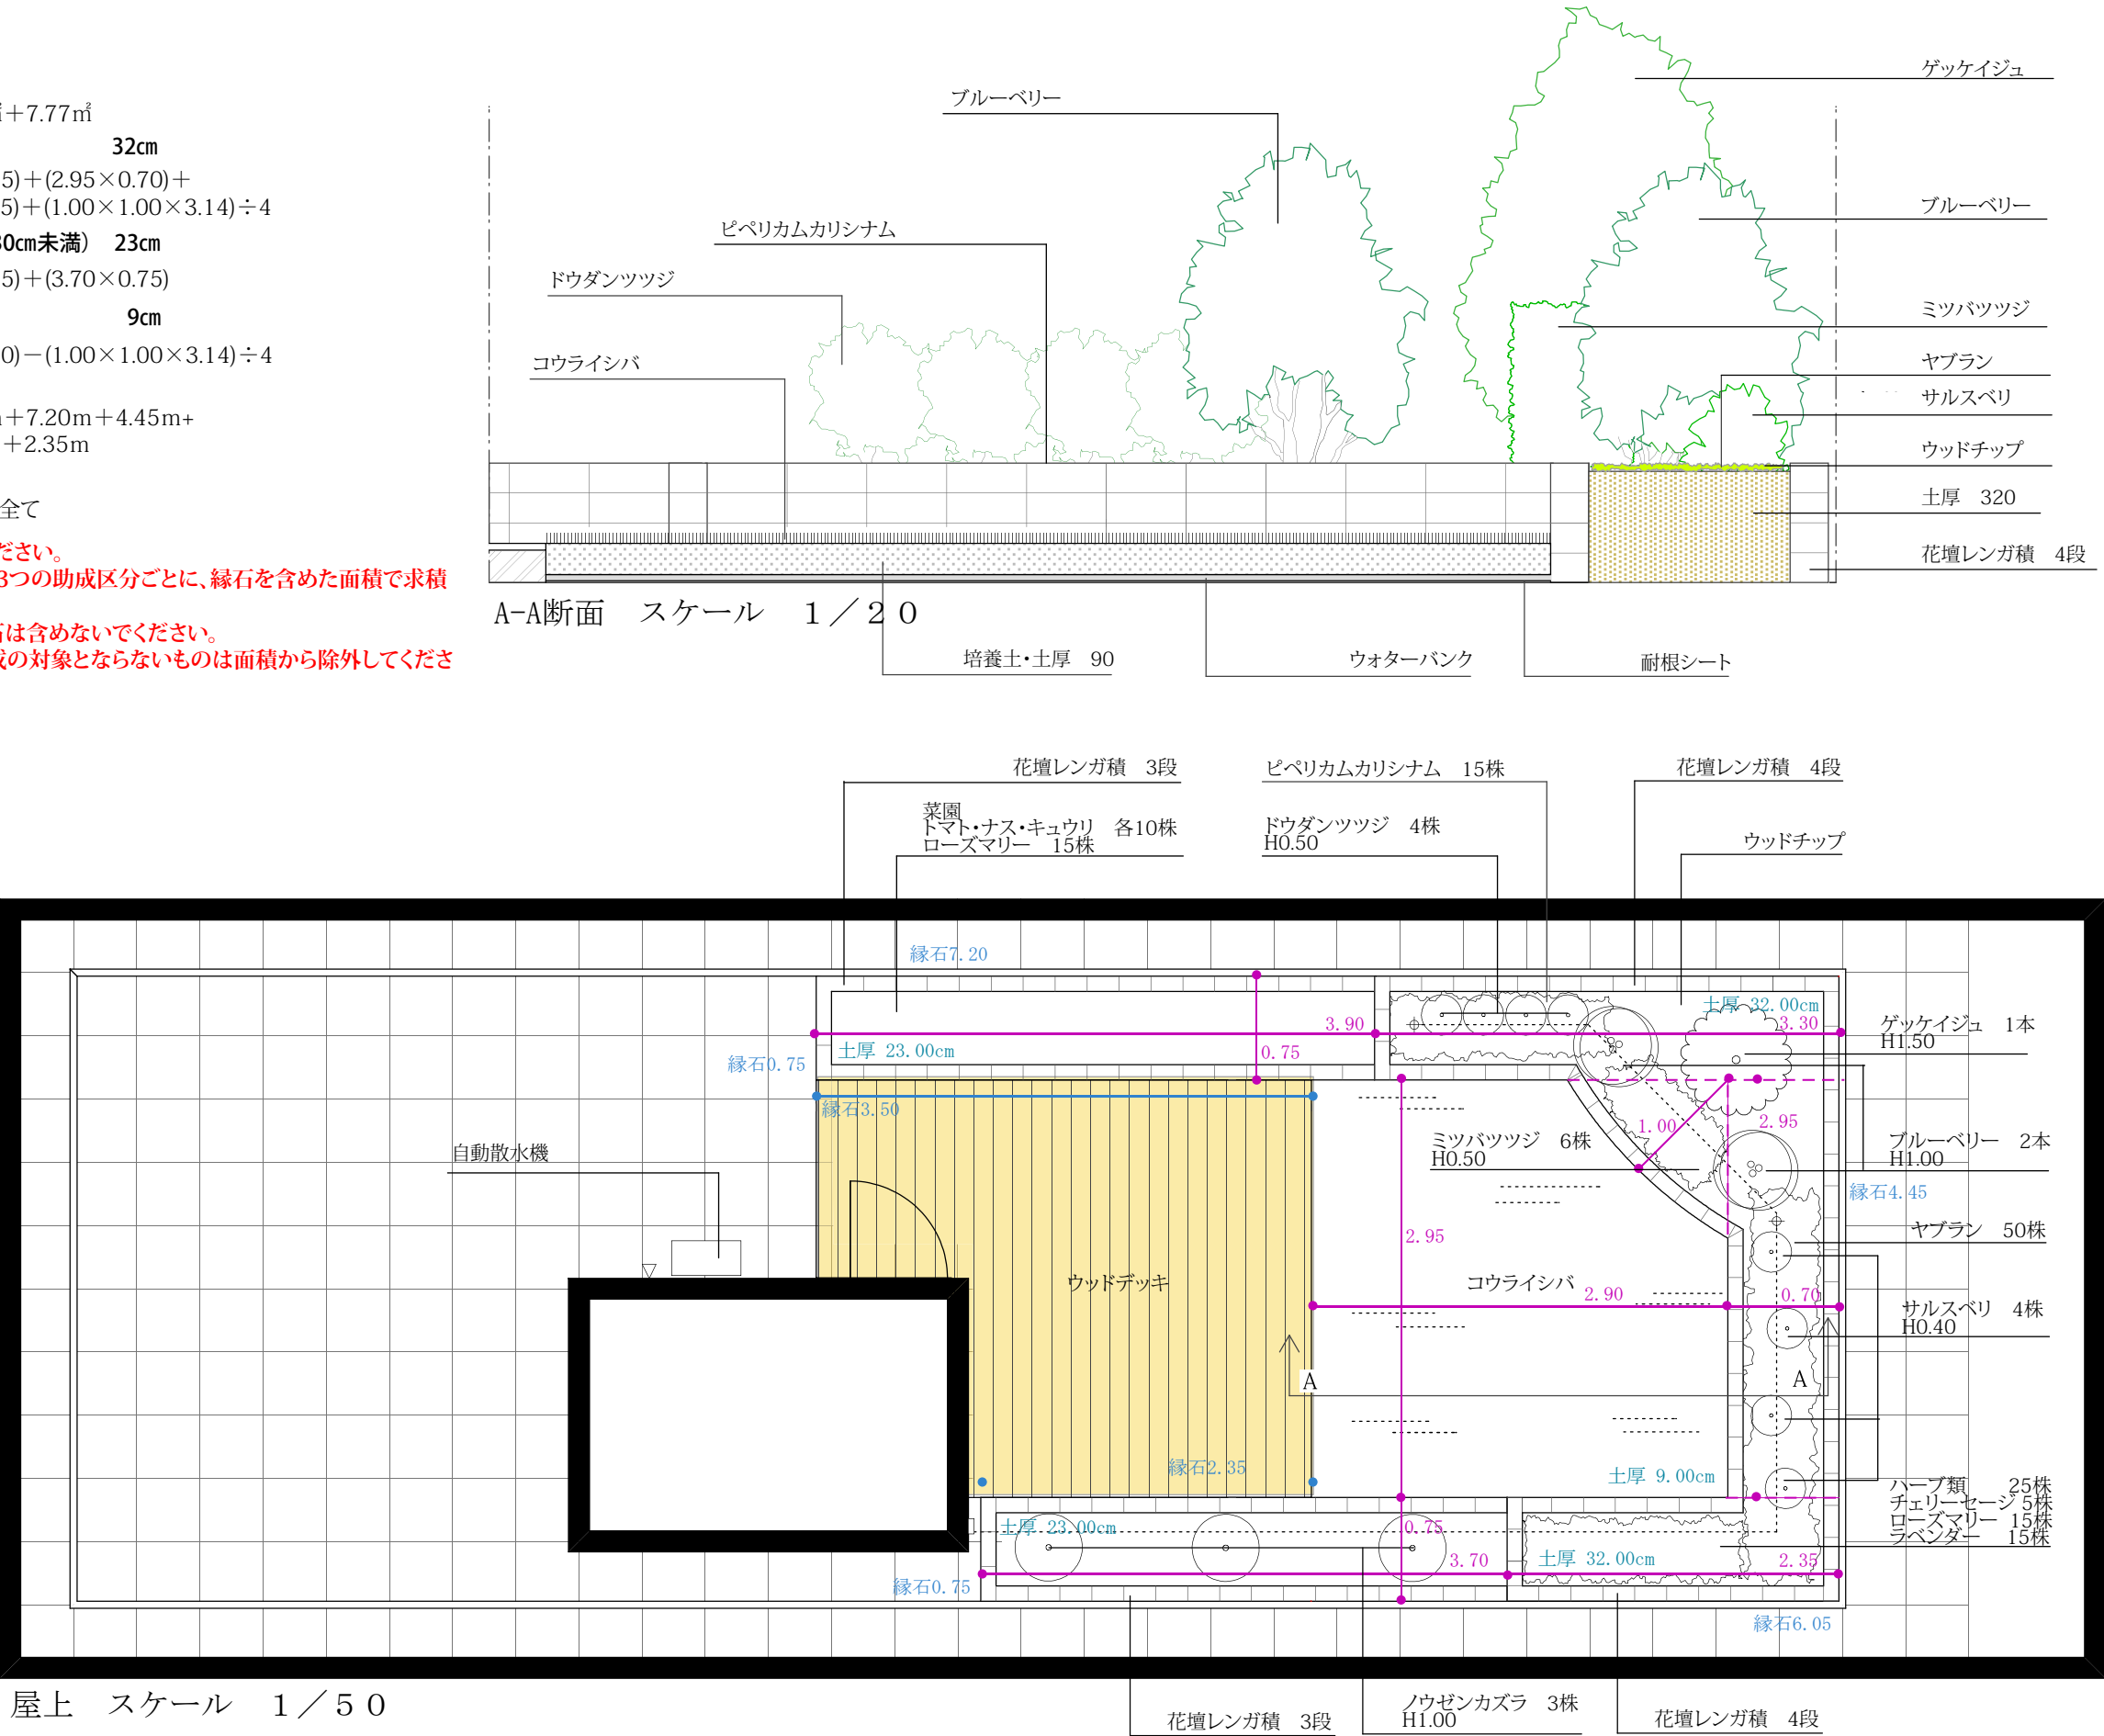 ㎡+7.77㎡
32㎝
5)+(2.95×0.70)+
5)+(1.00×1.00×3.14)÷4
30㎝未満) 23㎝
5)+(3.70×0.75)
9㎝
0)-(1.00×1.00×3.14)÷4
m+7.20m+4.45m+
+2.35m
全て
ださい。
3つの助成区分ごとに、縁石を含めた面積で求積
石は含めないでください。
成の対象とならないものは面積から除外してくださ
ゲッケイジュ
ブルーベリー
ブルーベリー
ピペリカムカリシナム
ドウダンツツジ
ミツバツツジ
コウライシバ
ヤブラン
サルスベリ
ウッドチップ
土厚 320
花壇レンガ積 4段
A-A断面 スケール 1/20
培養土・土厚 90
ウォターバンク
耐根シート
花壇レンガ積 3段
ピペリカムカリシナム 15株
花壇レンガ積 4段
菜園
トマト・ナス・キュウリ 各10株
ローズマリー 15株
ドウダンツツジ 4株
H0.50
ウッドチップ
縁石7.20
土厚 32.00cm
3.90
3.30
ゲッケイジュ 1本
H1.50
土厚 23.00cm
0.75
縁石0.75
縁石3.50
1.00
2.95
ミツバツツジ 6株
H0.50
ブルーベリー 2本
H1.00
自動散水機
縁石4.45
ヤブラン 50株
2.95
ウッドデッキ
コウライシバ
2.90
0.70
サルスベリ 4株
H0.40
A
A
縁石2.35
土厚 9.00cm
ハーブ類 25株
チェリーセージ 5株
ローズマリー 15株
ラベンダー 15株
土厚 23.00cm
0.75
3.70
土厚 32.00cm
2.35
縁石0.75
縁石6.05
屋上 スケール 1/50
花壇レンガ積 3段
ノウゼンカズラ 3株
H1.00
花壇レンガ積 4段